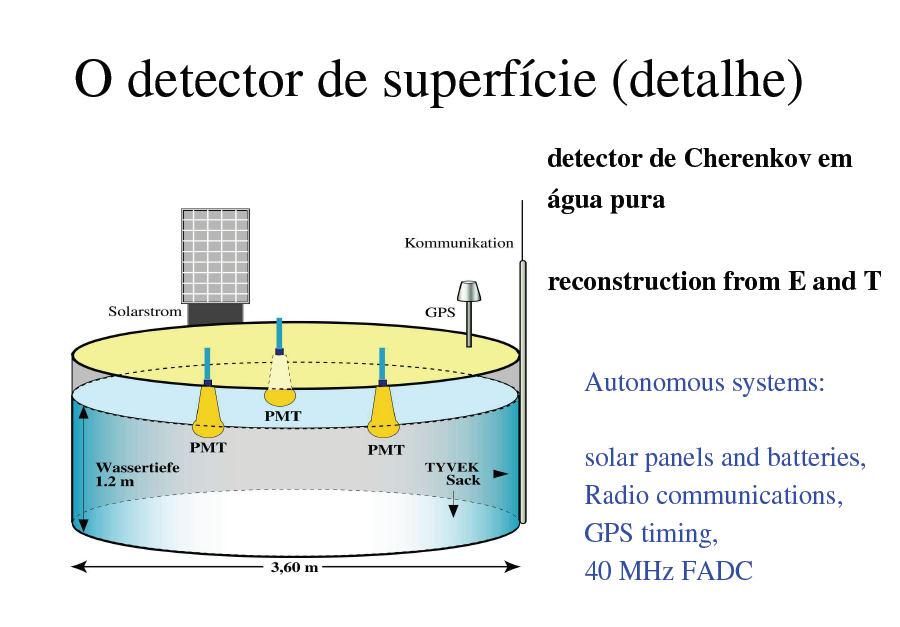 O detector de superfície (detalhe)
detector de Cherenkov em
água pura
Kommunikation
reconstruction from E and T
Solarstrom
GPS
Autonomous systems:
PMT
PMT
PMT
Wassertiefe
1.2 m
TYVEK
Sack
solar panels and batteries,
Radio communications,
GPS timing,
40 MHz FADC
3,60 m